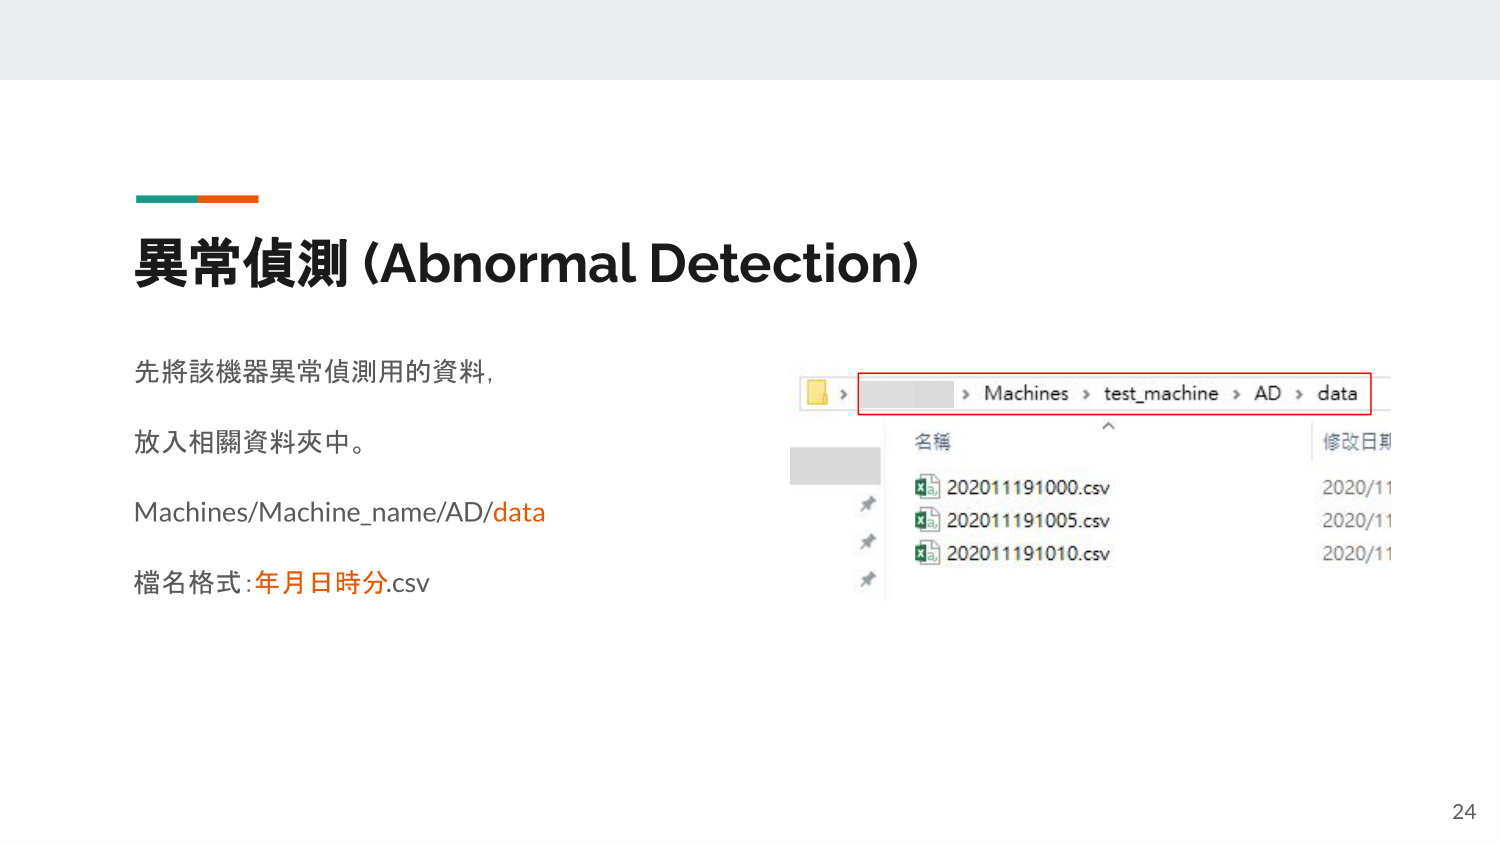 異常偵測 (Abnormal Detection)
先將該機器異常偵測用的資料,
放入相關資料夾中。
Machines/Machine_name/AD/data
檔名格式:年月日時分.csv
› › Machines › test_machine › AD › data
名稱 修改日期
202011191000.csv 2020/11
202011191005.csv 2020/11
202011191010.csv 2020/11
24